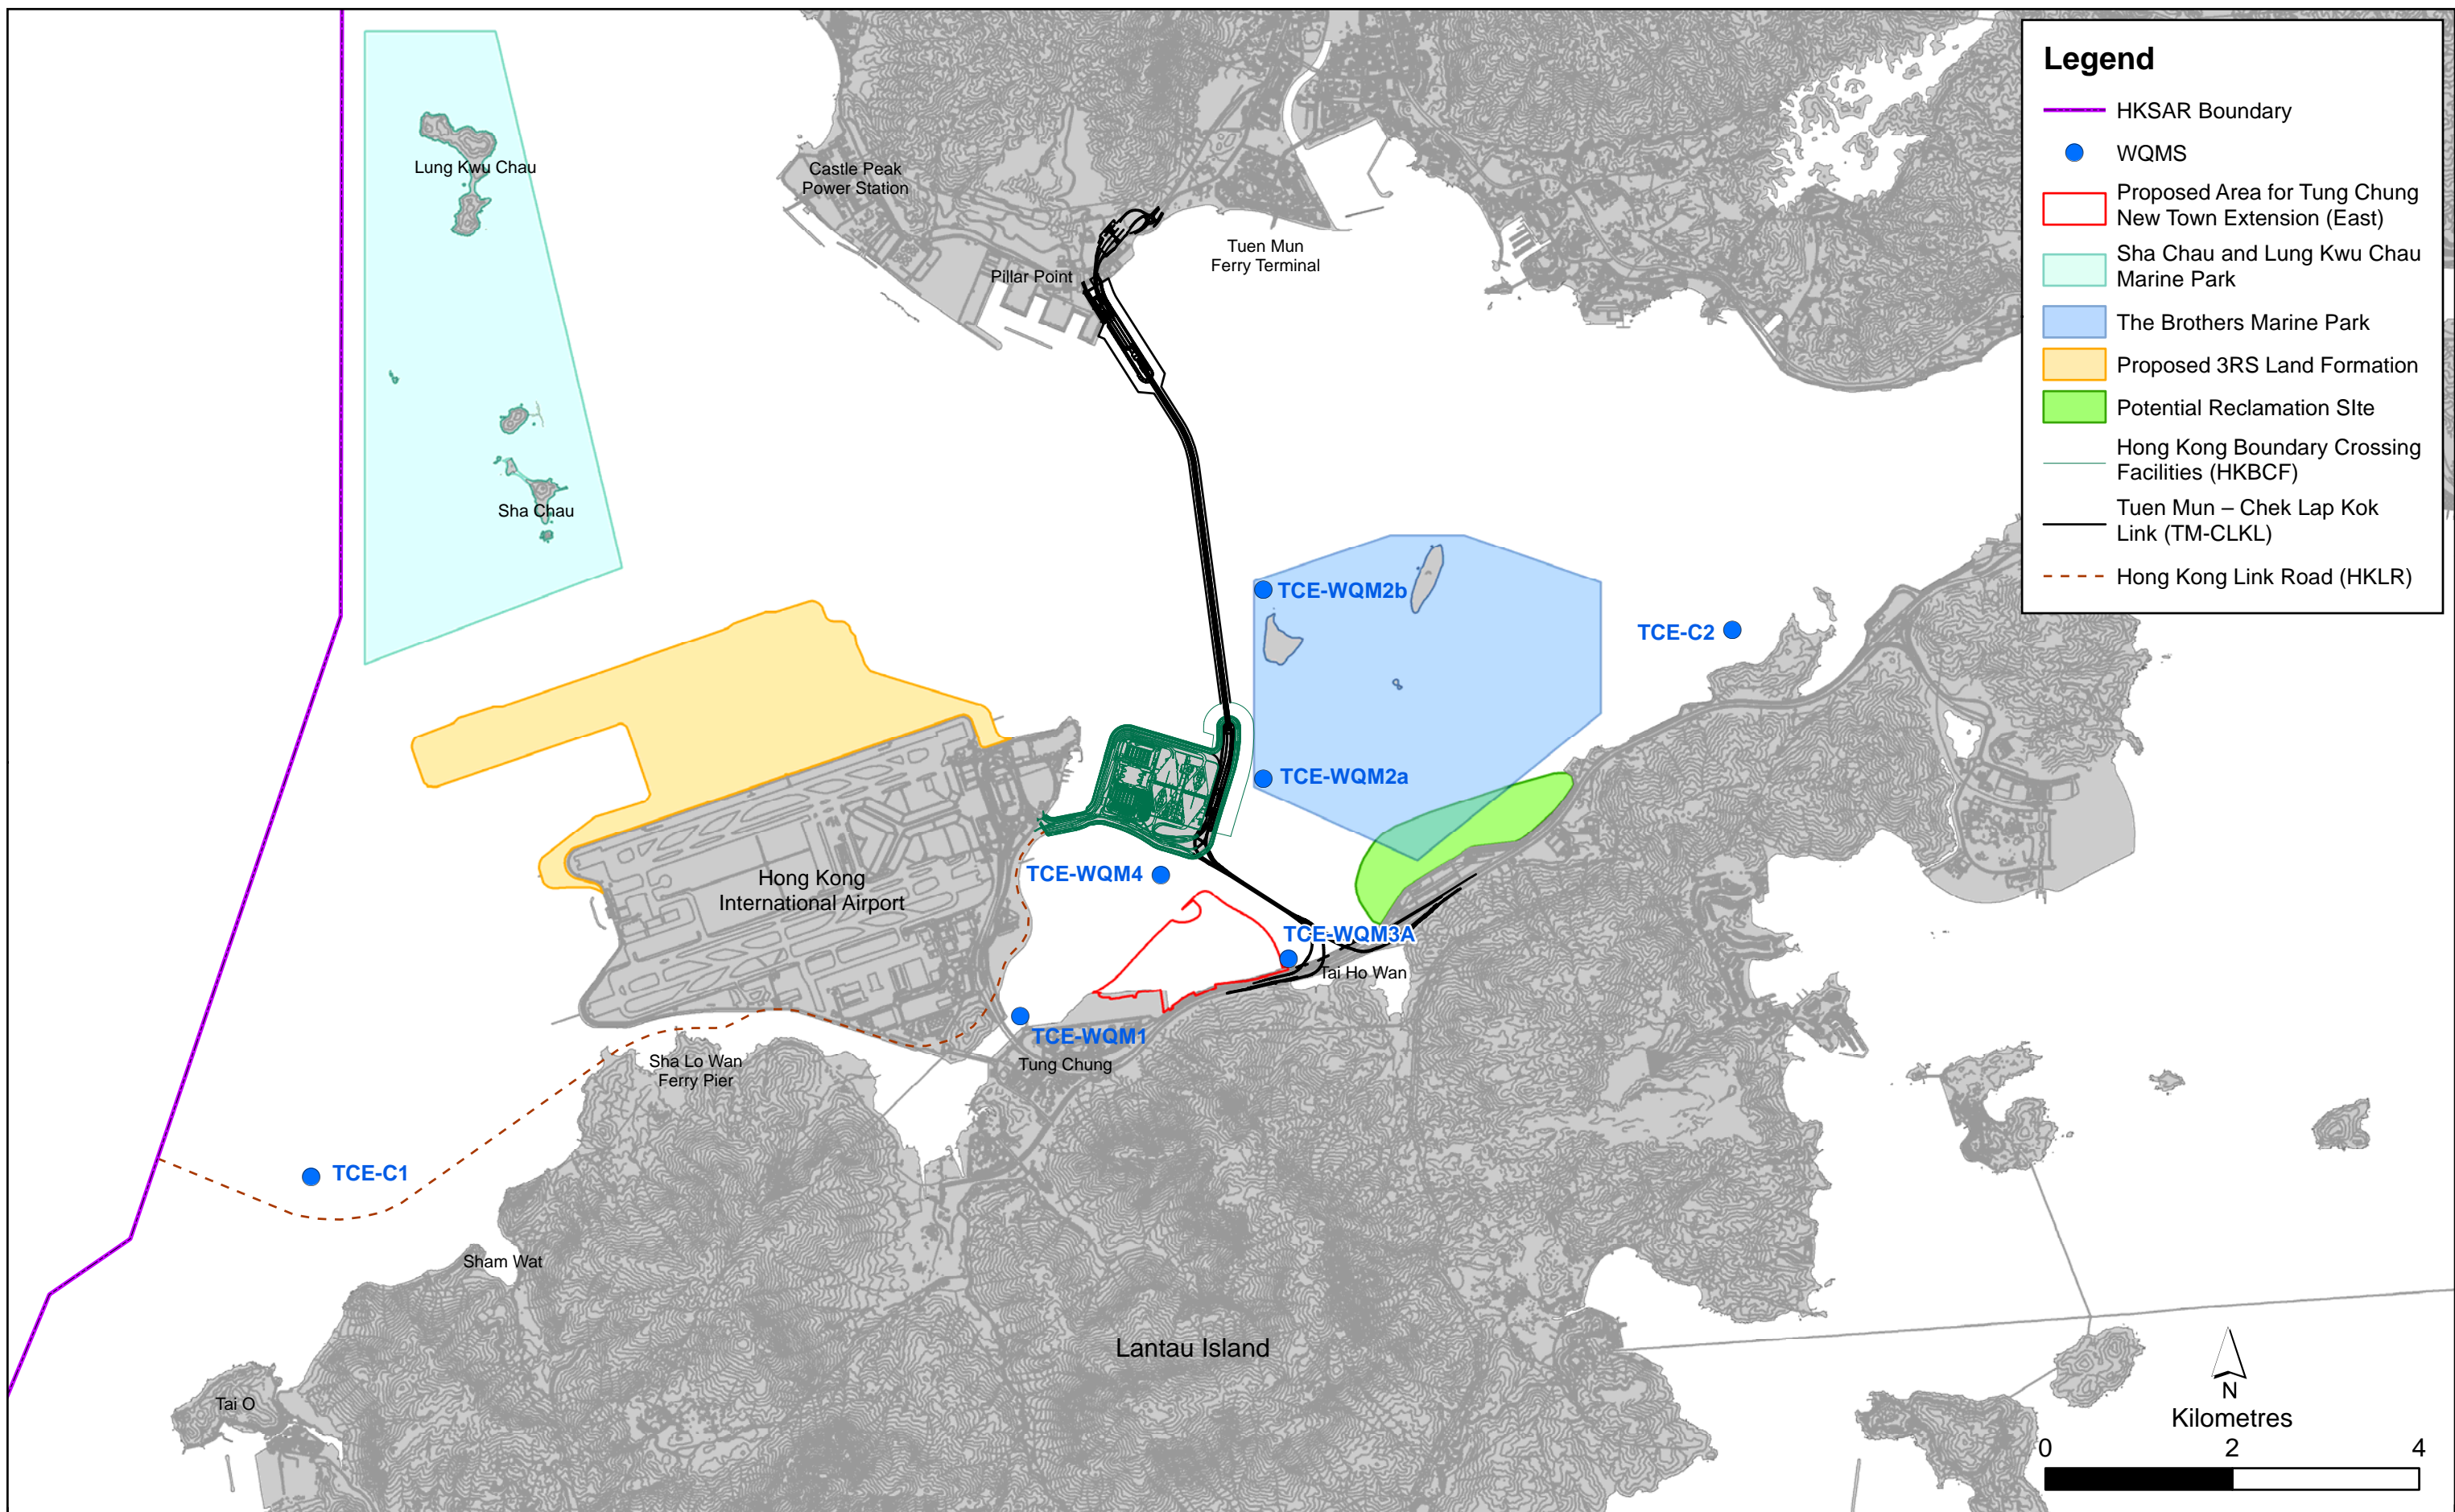 Legend
HKSAR Boundary
WQMS
Proposed Area for Tung Chung
New Town Extension (East)
Sha Chau and Lung Kwu Chau
Marine Park
The Brothers Marine Park
Proposed 3RS Land Formation
Potential Reclamation SIte
Hong Kong Boundary Crossing
Facilities (HKBCF)
Tuen Mun – Chek Lap Kok
Link (TM-CLKL)
Hong Kong Link Road (HKLR)
Lung Kwu Chau
Castle Peak
Power Station
Tuen Mun
Ferry Terminal
Pillar Point
Sha Chau
TCE-WQM2b
TCE-C2
TCE-WQM2a
TCE-WQM4
Hong Kong
International Airport
TCE-WQM3A
Tai Ho Wan
TCE-WQM1
Tung Chung
Sha Lo Wan
Ferry Pier
TCE-C1
Sham Wat
Lantau Island
Tai O
N
Kilometres
0 2 4